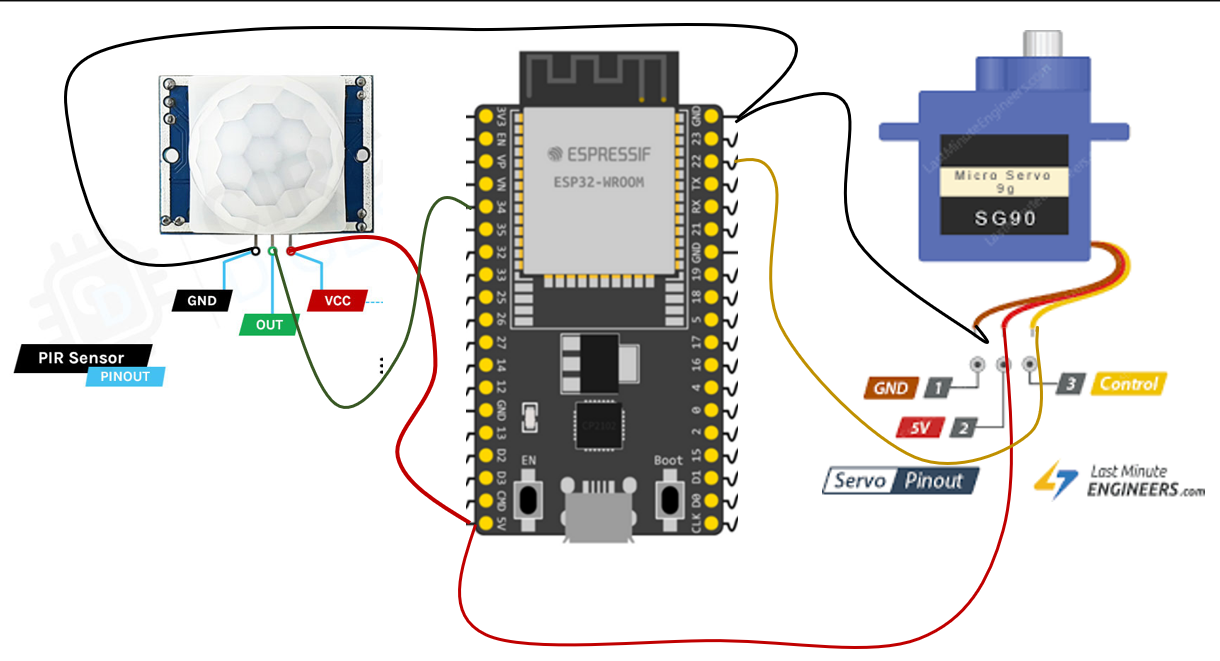 GND
OUT
VCC
PIR Sensor
PINOUT
ESPRESSIF
ESP32-WROOM
3V3
EN
VP
VN
34
35
32
33
25
26
27
14
12
GND
13
D2
D3
CMD
5V
GND
23
22
TX
RX
21
GND
19
18
5
17
16
4
0
2
15
D1
D0
CLK
CP2102
EN
Boot
LastMinuteEngineers.com
Micro Servo
9g
SG90
GND 1
3 Control
5V 2
Servo Pinout
Last Minute
ENGINEERS.com